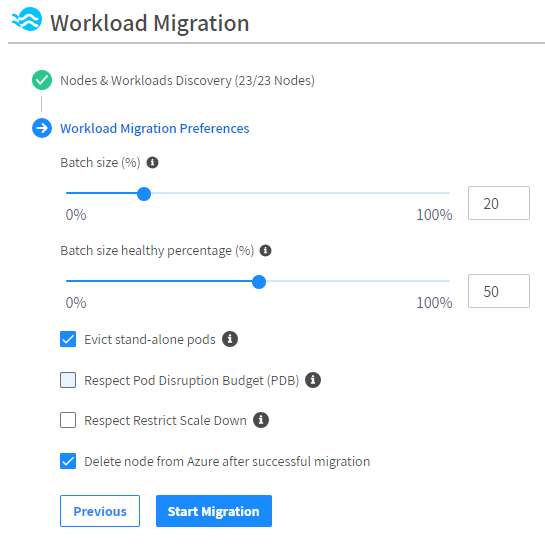 Workload Migration
Nodes & Workloads Discovery (23/23 Nodes)
Workload Migration Preferences
Batch size (%)
20
0% 100%
Batch size healthy percentage (%)
50
0% 100%
Evict stand-alone pods
Respect Pod Disruption Budget (PDB)
Respect Restrict Scale Down
Delete node from Azure after successful migration
Previous Start Migration